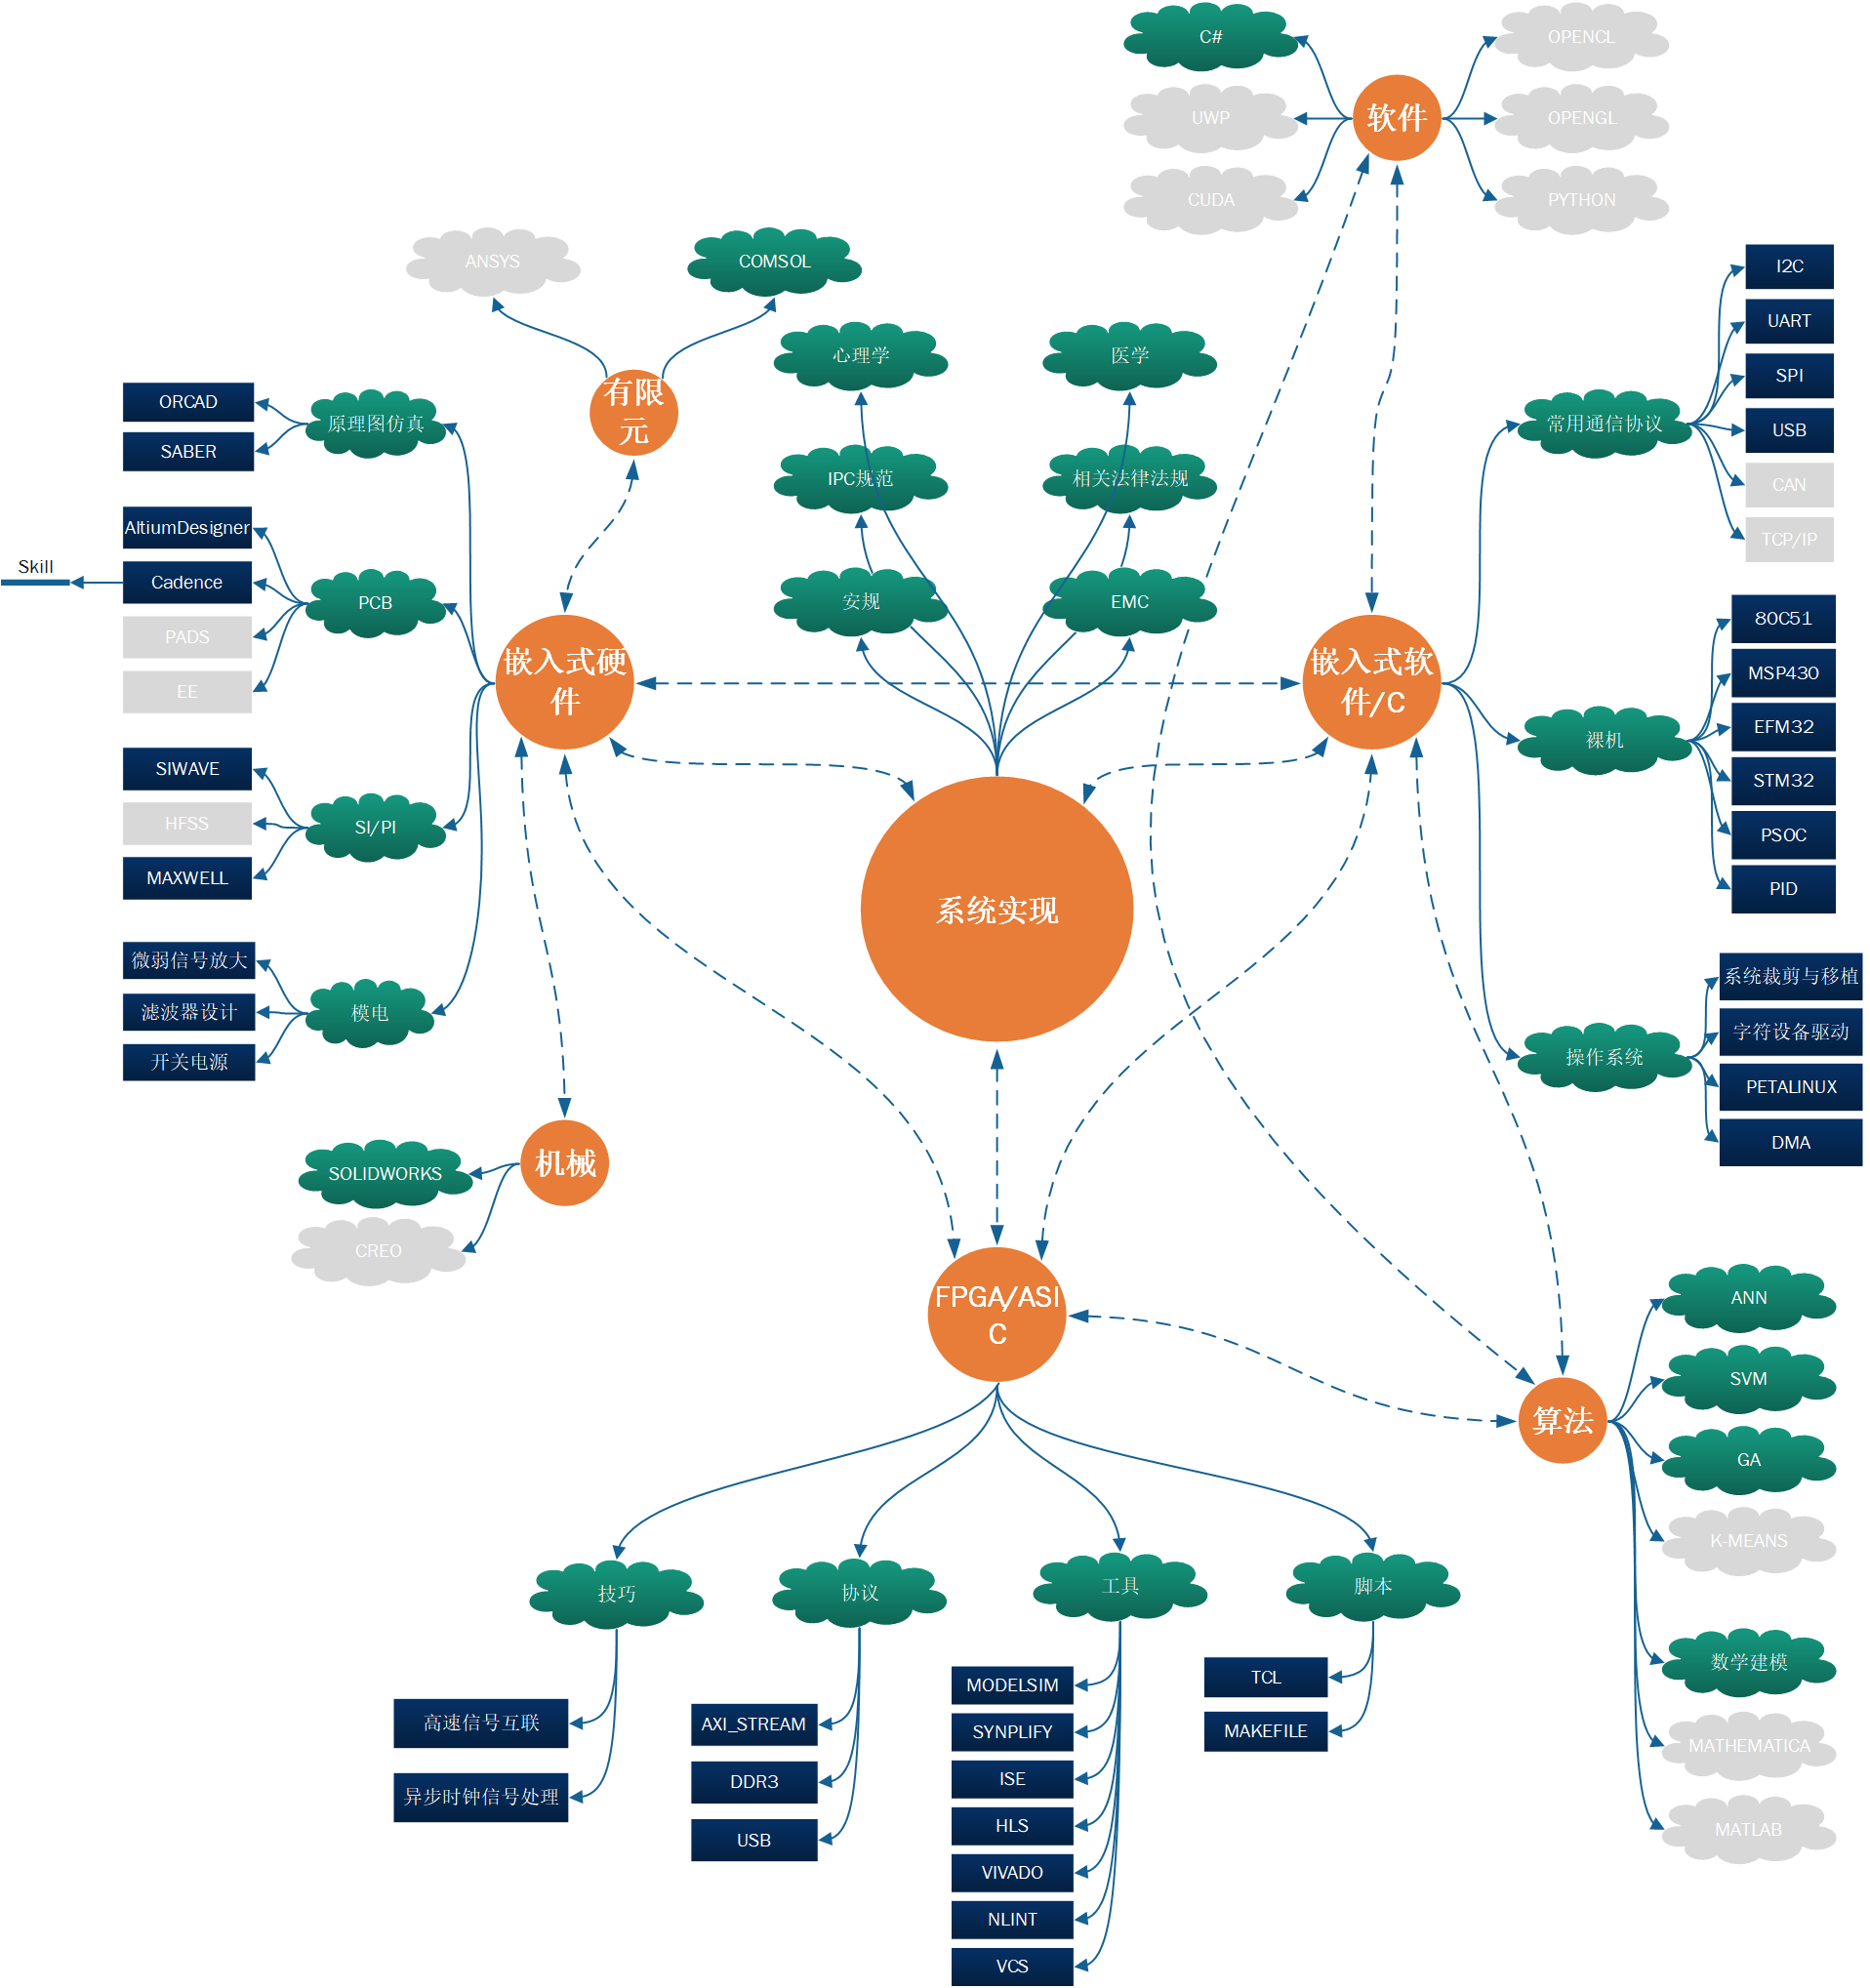 C#
UWP
CUDA
软件
OPENCL
OPENGL
PYTHON
ANSYS
COMSOL
有限
元
心理学
医学
IPC规范
相关法律法规
安规
EMC
原理图仿真
ORCAD
SABER
PCB
AltiumDesigner
Cadence
Skill
PADS
EE
SI/PI
SIWAVE
HFSS
MAXWELL
模电
微弱信号放大
滤波器设计
开关电源
嵌入式硬
件
嵌入式软
件/C
系统实现
常用通信协议
I2C
UART
SPI
USB
CAN
TCP/IP
裸机
80C51
MSP430
EFM32
STM32
PSOC
PID
操作系统
系统裁剪与移植
字符设备驱动
PETALINUX
DMA
机械
SOLIDWORKS
CREO
FPGA/ASI
C
算法
ANN
SVM
GA
K-MEANS
数学建模
MATHEMATICA
MATLAB
技巧
高速信号互联
异步时钟信号处理
协议
AXI_STREAM
DDR3
USB
工具
MODELSIM
SYNPLIFY
ISE
HLS
VIVADO
NLINT
VCS
脚本
TCL
MAKEFILE